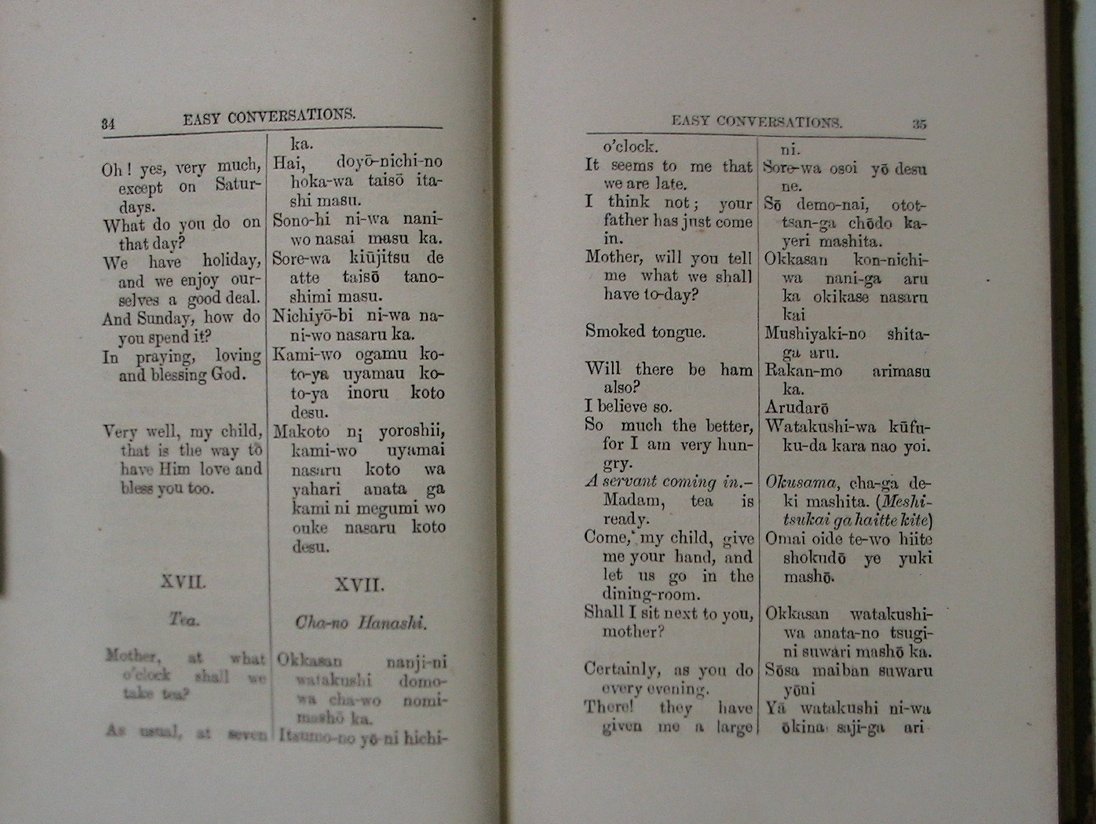 34
EASY CONVERSATIONS.
Oh! yes, very much,
except on Satur-
days.
What do you do on
that day?
We have holiday,
and we enjoy our-
selves a good deal.
And Sunday, how do
you spend it?
In praying, loving
and blessing God.
Very well, my child,
that is the way to
have Him love and
bless you too.
XVII.
Tea.
Mother, at what
o'clock shall we
take tea?
As usual, at seven
ka.
Hai, doyō-nichi-no
hoka-wa taisō ita-
shi masu.
Sono-hi ni-wa nani-
wo nasai masu ka.
Sore-wa kiūjitsu de
atte taisō tano-
shimi masu.
Nichiyō-bi ni-wa na-
ni-wo nasaru ka.
Kami-wo ogamu ko-
to-ya uyamau ko-
to-ya inoru koto
desu.
Makoto ni yoroshii,
kami-wo uyamai
nasaru koto wa
yahari anata ga
kami ni megumi wo
ouke nasaru koto
desu.
XVII.
Cha-no Hanashi.
Okkasan nanji-ni
watakushi domo-
wa cha-wo nomi-
mashō ka.
Itsumo-no yō-ni hichi-
EASY CONVERSATIONS.
35
o'clock.
It seems to me that
we are late.
I think not; your
father has just come
in.
Mother, will you tell
me what we shall
have to-day?
Smoked tongue.
Will there be ham
also?
I believe so.
So much the better,
for I am very hun-
gry.
A servant coming in.–
Madam, tea is
ready.
Come, my child, give
me your hand, and
let us go in the
dining-room.
Shall I sit next to you,
mother?
Certainly, as you do
every evening.
There! they have
given me a large
ni.
Sore-wa osoi yō desu
ne.
Sō demo-nai, otot-
tsan-ga chōdo ka-
yeri mashita.
Okkasan kon-nichi-
wa nani-ga aru
ka okikase nasaru
kai
Mushiyaki-no shita-
ga aru.
Rakan-mo arimasu
ka.
Arudarō
Watakushi-wa kūfu-
ku-da kara nao yoi.
Okusama, cha-ga de-
ki mashita. (Meshi-
tsukai ga haitte kite)
Omai oide te-wo hiite
shokudō ye yuki
mashō.
Okkasan watakushi-
wa anata-no tsugi-
ni suwari mashō ka.
Sōsa maiban suwaru
yōni
Ya watakushi ni-wa
ōkina saji-ga ari